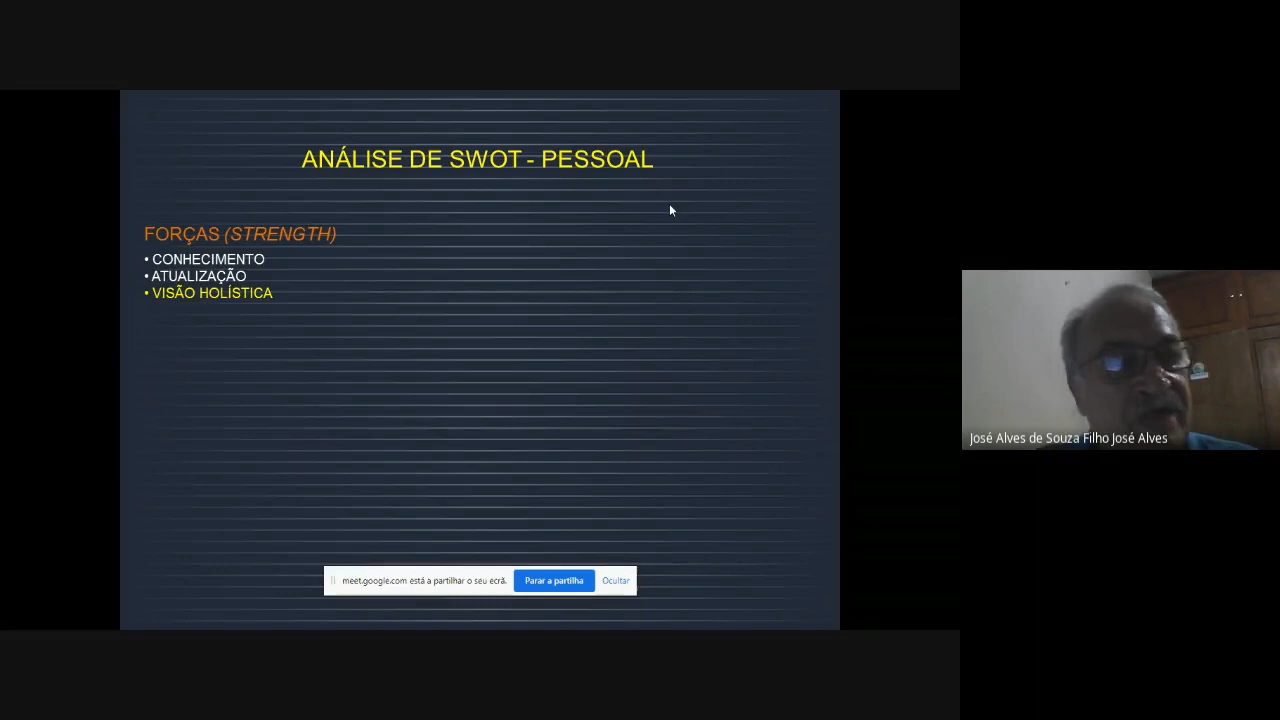 ANÁLISE DE SWOT - PESSOAL
FORÇAS (STRENGTH)
• CONHECIMENTO
• ATUALIZAÇÃO
• VISÃO HOLÍSTICA
meet.google.com está a partilhar o seu ecrã. Parar a partilha Ocultar
José Alves de Souza Filho José Alves